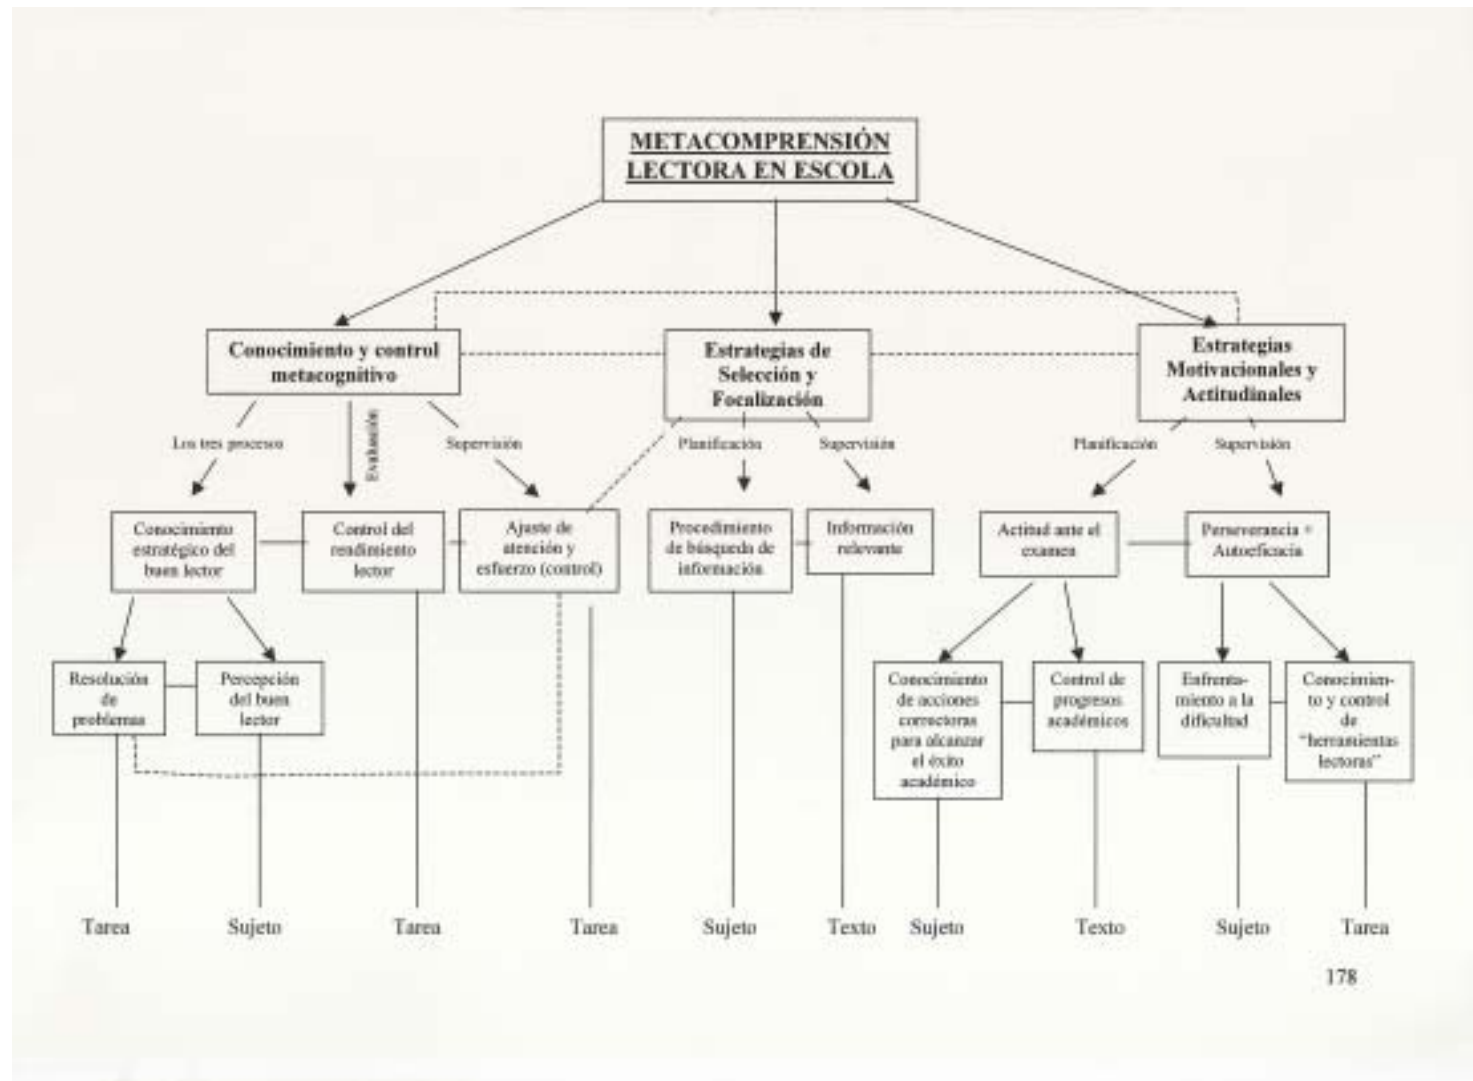 METACOMPRENSIÓN
LECTORA EN ESCOLA
Conocimiento y control
metacognitivo
Estrategias de
Selección y
Focalización
Estrategias
Motivacionales y
Actitudinales
Los tres procesos
Evaluación
Supervisión
Planificación
Supervisión
Planificación
Supervisión
Conocimiento
estratégico del
buen lector
Control del
rendimiento
lector
Ajuste de
atención y
esfuerzo (control)
Procedimiento
de búsqueda de
información
Información
relevante
Actitud ante el
examen
Perseverancia +
Autoeficacia
Resolución
de
problemas
Percepción
del buen
lector
Conocimiento
de acciones
correctoras
para alcanzar
el éxito
académico
Control de
progresos
académicos
Enfrenta-
miento a la
dificultad
Conocimien-
to y control
de
"herramientas
lectoras"
Tarea
Sujeto
Tarea
Tarea
Sujeto
Texto
Sujeto
Texto
Sujeto
Tarea
178